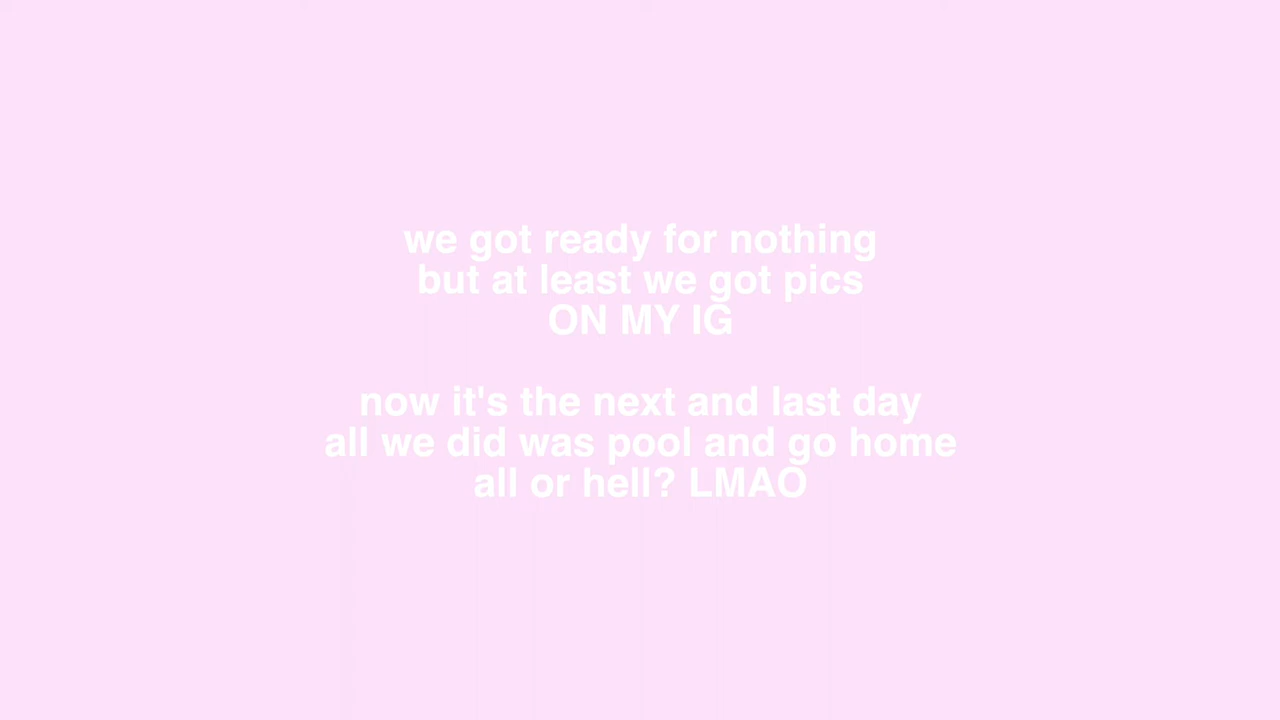 we got ready for nothing
but at least we got pics
ON MY IG
now it's the next and last day
all we did was pool and go home
all or hell? LMAO